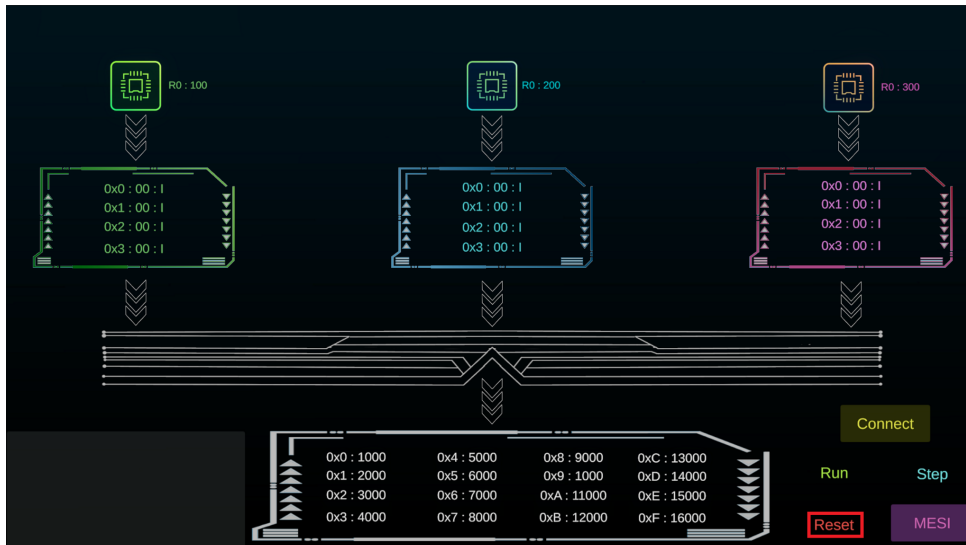 R0 : 100
R0 : 200
R0 : 300
0x0 : 00 : I
0x1 : 00 : I
0x2 : 00 : I
0x3 : 00 : I
0x0 : 00 : I
0x1 : 00 : I
0x2 : 00 : I
0x3 : 00 : I
0x0 : 00 : I
0x1 : 00 : I
0x2 : 00 : I
0x3 : 00 : I
0x0 : 1000 0x4 : 5000 0x8 : 9000 0xC : 13000
0x1 : 2000 0x5 : 6000 0x9 : 1000 0xD : 14000
0x2 : 3000 0x6 : 7000 0xA : 11000 0xE : 15000
0x3 : 4000 0x7 : 8000 0xB : 12000 0xF : 16000
Connect
Run Step
Reset MESI